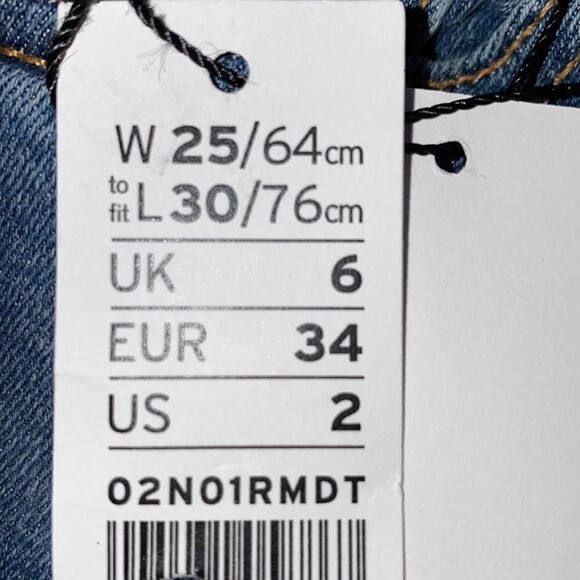 W 25/64cm
to fit L 30/76cm
UK 6
EUR 34
US 2
02N01RMDT